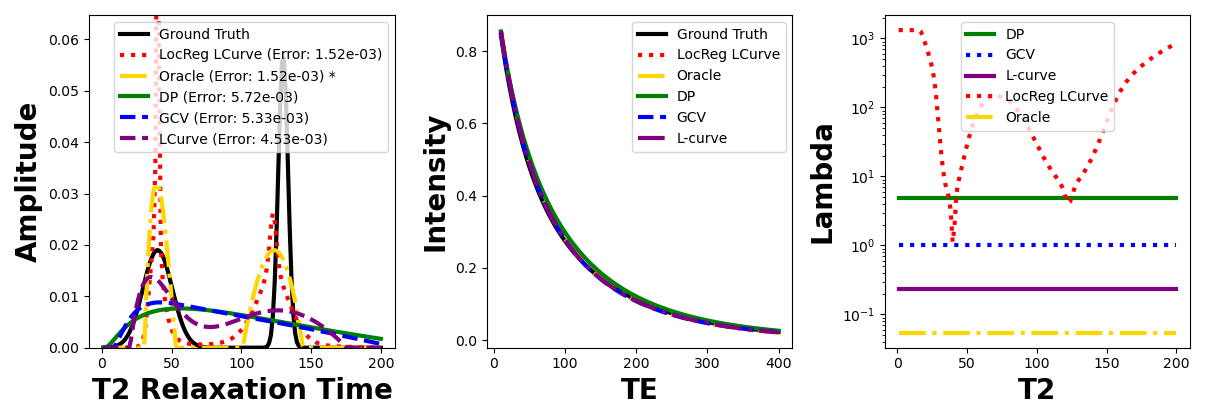 Amplitude
0.06
0.05
0.04
0.03
0.02
0.01
0.00
0 50 100 150 200
T2 Relaxation Time
Ground Truth
LocReg LCurve (Error: 1.52e-03)
Oracle (Error: 1.52e-03) *
DP (Error: 5.72e-03)
GCV (Error: 5.33e-03)
LCurve (Error: 4.53e-03)
Intensity
0.8
0.6
0.4
0.2
0.0
0 100 200 300 400
TE
Ground Truth
LocReg LCurve
Oracle
DP
GCV
L-curve
Lambda
10³
10²
10¹
10⁰
10⁻¹
0 50 100 150 200
T2
DP
GCV
L-curve
LocReg LCurve
Oracle